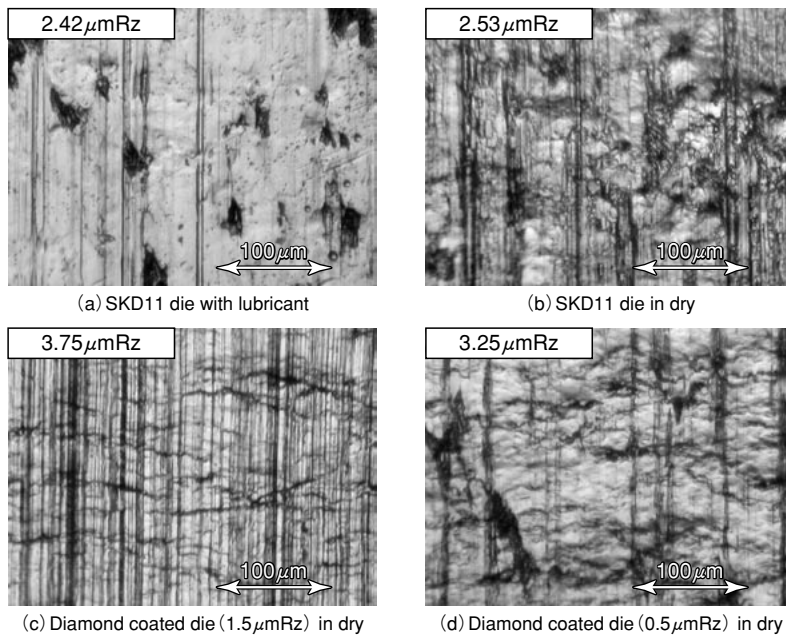 2.42μmRz
100μm
(a) SKD11 die with lubricant
2.53μmRz
100μm
(b) SKD11 die in dry
3.75μmRz
100μm
(c) Diamond coated die (1.5μmRz) in dry
3.25μmRz
100μm
(d) Diamond coated die (0.5μmRz) in dry